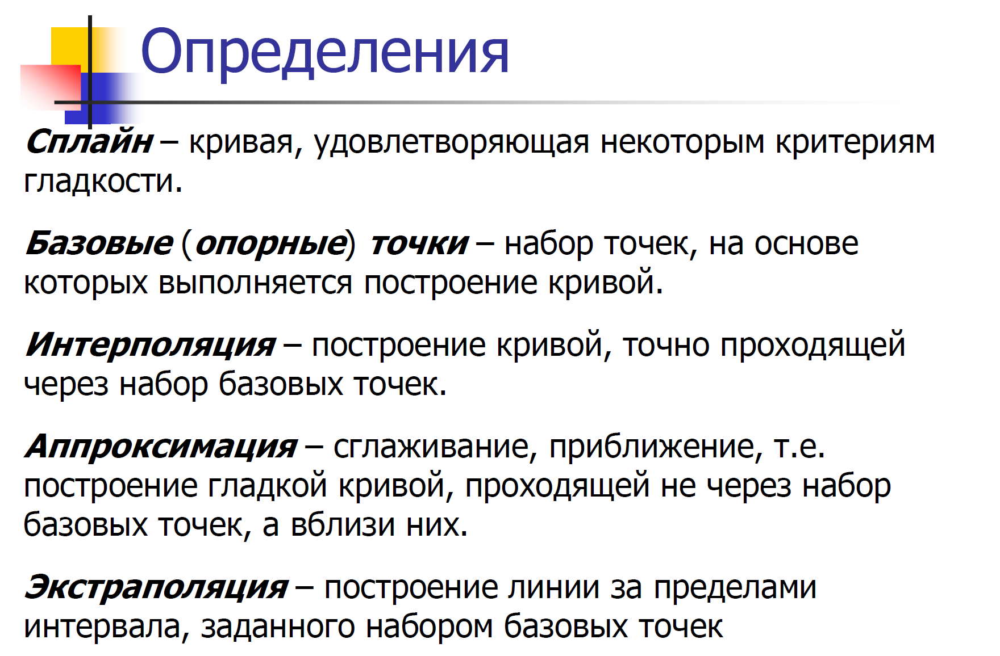 Определения
Сплайн – кривая, удовлетворяющая некоторым критериям
гладкости.
Базовые (опорные) точки – набор точек, на основе
которых выполняется построение кривой.
Интерполяция – построение кривой, точно проходящей
через набор базовых точек.
Аппроксимация – сглаживание, приближение, т.е.
построение гладкой кривой, проходящей не через набор
базовых точек, а вблизи них.
Экстраполяция – построение линии за пределами
интервала, заданного набором базовых точек